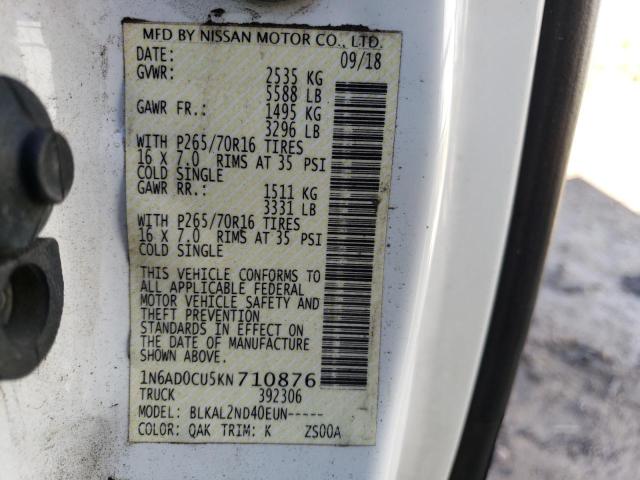 MFD BY NISSAN MOTOR CO., LTD.
DATE: 09/18
GVWR: 2535 KG
5588 LB
GAWR FR.: 1495 KG
3296 LB
WITH P265/70R16 TIRES
16 X 7.0 RIMS AT 35 PSI
COLD SINGLE
GAWR RR.: 1511 KG
3331 LB
WITH P265/70R16 TIRES
16 X 7.0 RIMS AT 35 PSI
COLD SINGLE
THIS VEHICLE CONFORMS TO
ALL APPLICABLE FEDERAL
MOTOR VEHICLE SAFETY AND
THEFT PREVENTION
STANDARDS IN EFFECT ON
THE DATE OF MANUFACTURE
SHOWN ABOVE.
1N6AD0CU5KN710876
TRUCK 392306
MODEL: BLKAL2ND40EUN-----
COLOR: QAK TRIM: K ZS00A